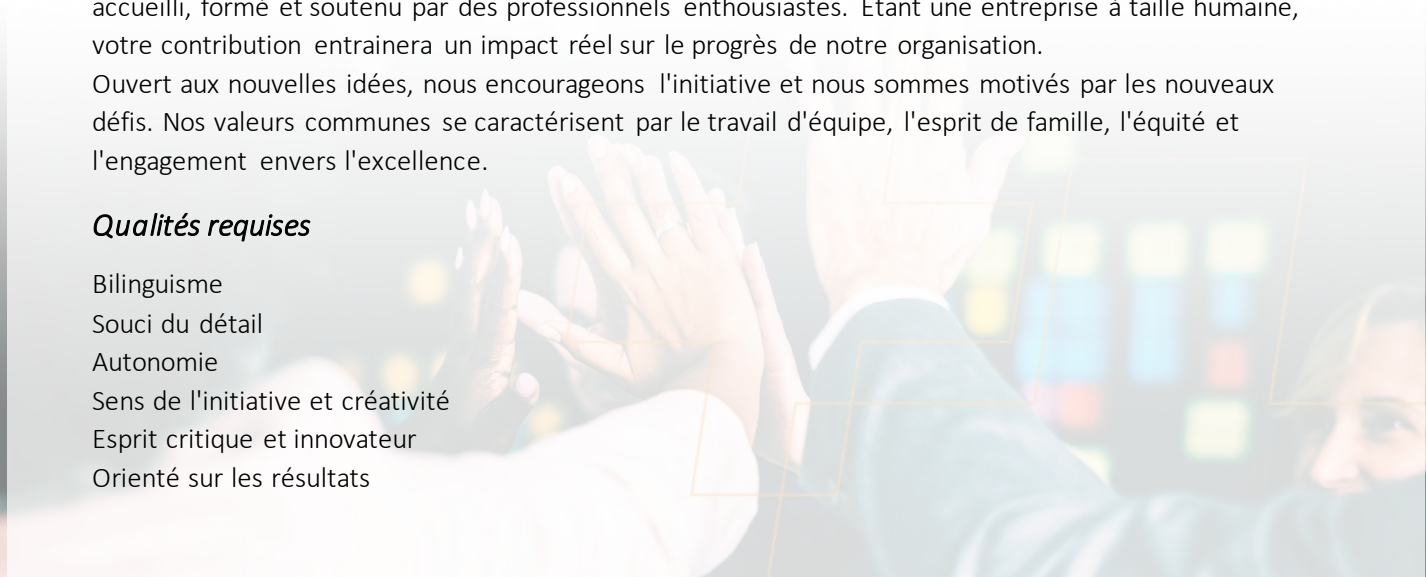 accueilli, formé et soutenu par des professionnels enthousiastes. Étant une entreprise à taille humaine,
votre contribution entrainera un impact réel sur le progrès de notre organisation.
Ouvert aux nouvelles idées, nous encourageons l'initiative et nous sommes motivés par les nouveaux
défis. Nos valeurs communes se caractérisent par le travail d'équipe, l'esprit de famille, l'équité et
l'engagement envers l'excellence.
Qualités requises
Bilinguisme
Souci du détail
Autonomie
Sens de l'initiative et créativité
Esprit critique et innovateur
Orienté sur les résultats